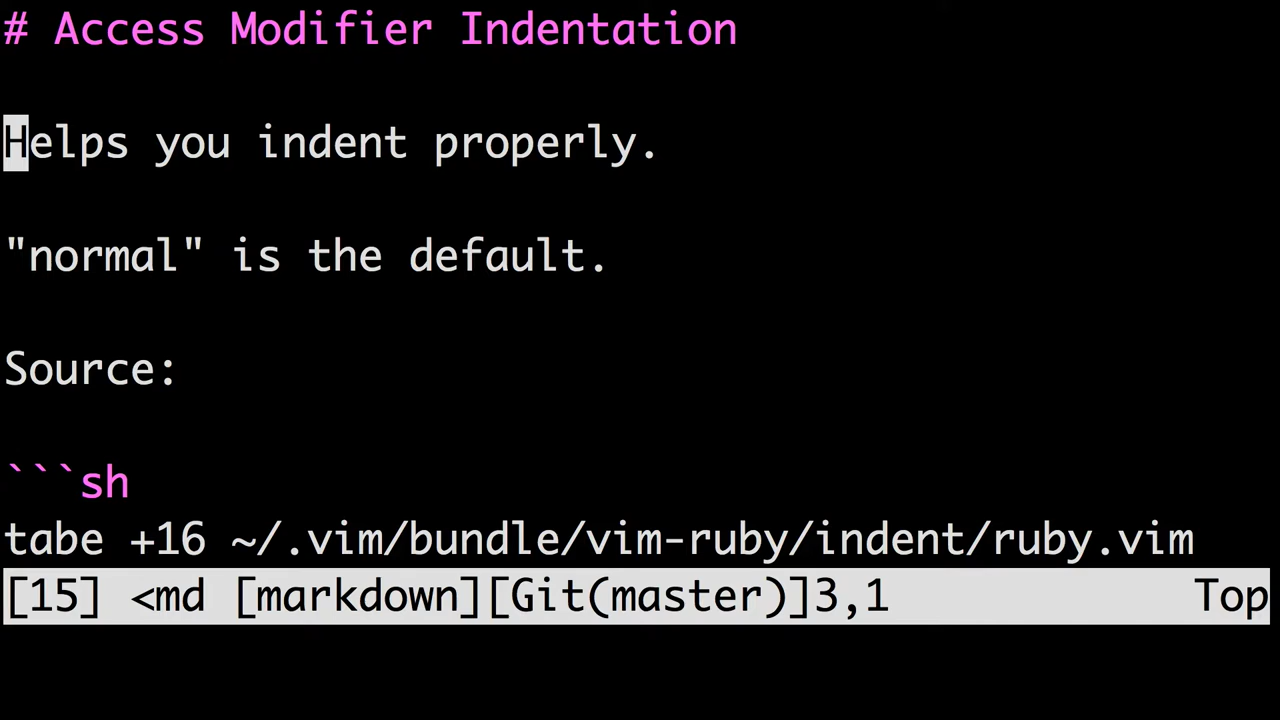 # Access Modifier Indentation
Helps you indent properly.
"normal" is the default.
Source:
```sh
tabe +16 ~/.vim/bundle/vim-ruby/indent/ruby.vim
[15] <md [markdown][Git(master)]3,1 Top